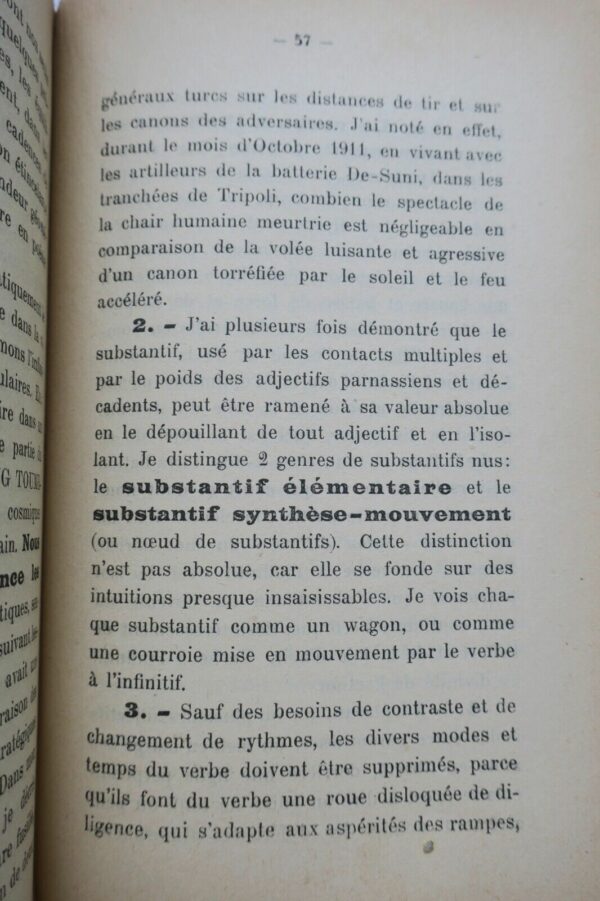 — 57 —
généraux turcs sur les distances de tir et sur
les canons des adversaires. J'ai noté en effet,
durant le mois d'Octobre 1911, en vivant avec
les artilleurs de la batterie De-Suni, dans les
tranchées de Tripoli, combien le spectacle de
la chair humaine meurtrie est négligeable en
comparaison de la volée luisante et agressive
d'un canon torréfiée par le soleil et le feu
accéléré.
2. — J'ai plusieurs fois démontré que le
substantif, usé par les contacts multiples et
par le poids des adjectifs parnassiens et dé-
cadents, peut être ramené à sa valeur absolue
en le dépouillant de tout adjectif et en l'iso-
lant. Je distingue 2 genres de substantifs nus:
le substantif élémentaire et le
substantif synthèse-mouvement
(ou nœud de substantifs). Cette distinction
n'est pas absolue, car elle se fonde sur des
intuitions presque insaisissables. Je vois cha-
que substantif comme un wagon, ou comme
une courroie mise en mouvement par le verbe
à l'infinitif.
3. — Sauf des besoins de contraste et de
changement de rythmes, les divers modes et
temps du verbe doivent être supprimés, parce
qu'ils font du verbe une roue disloquée de di-
ligence, qui s'adapte aux aspérités des rampes,